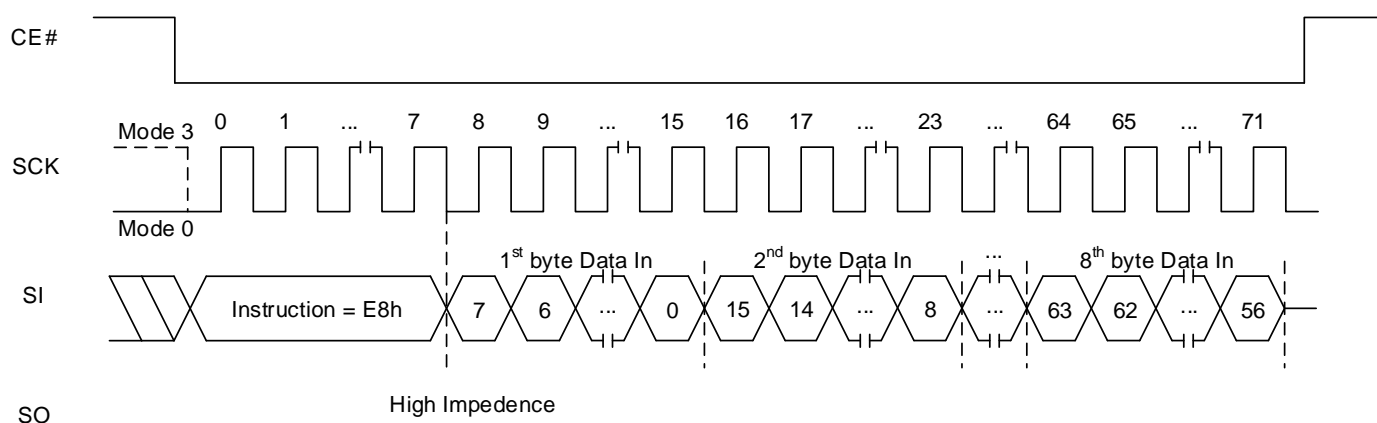 CE#
0 1 ... 7 8 9 ... 15 16 17 ... 23 ... 64 65 ... 71
Mode 3
SCK
Mode 0
1st byte Data In 2nd byte Data In ... 8th byte Data In
SI Instruction = E8h 7 6 ... 0 15 14 ... 8 ... 63 62 ... 56
High Impedence
SO